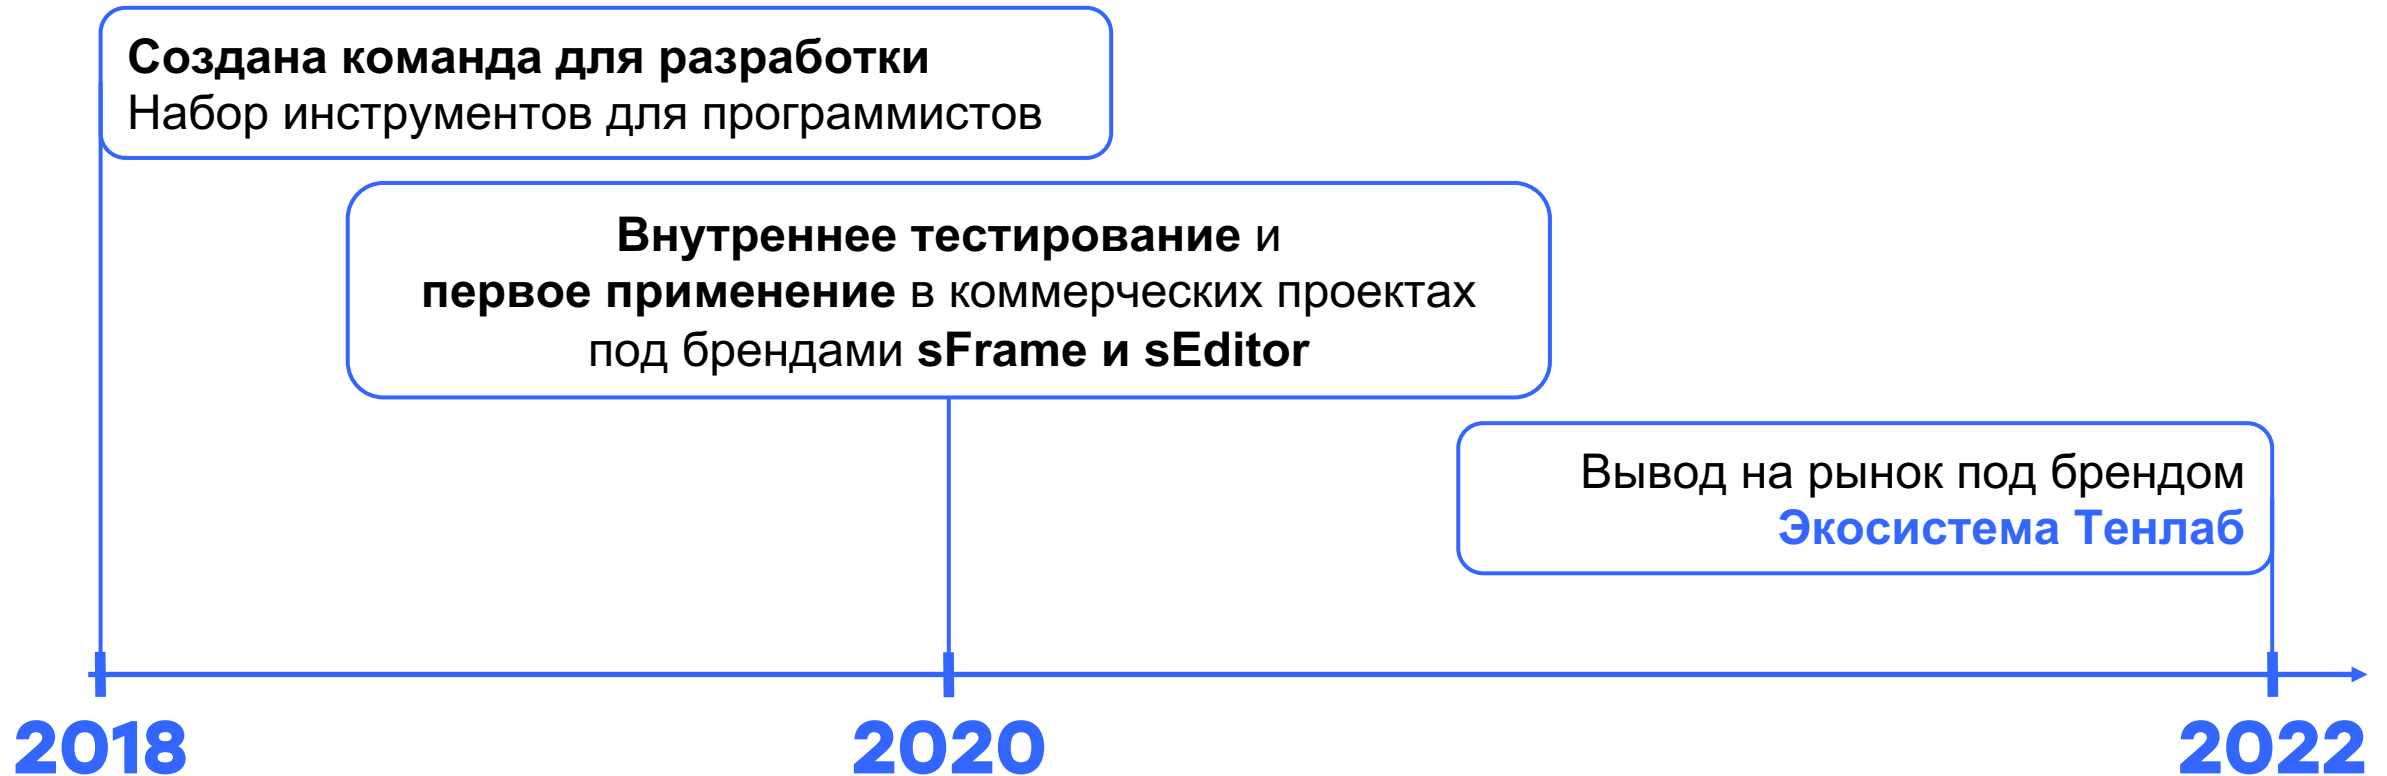 Создана команда для разработки
Набор инструментов для программистов
Внутреннее тестирование и
первое применение в коммерческих проектах
под брендами sFrame и sEditor
Вывод на рынок под брендом
Экосистема Тенлаб
2018
2020
2022